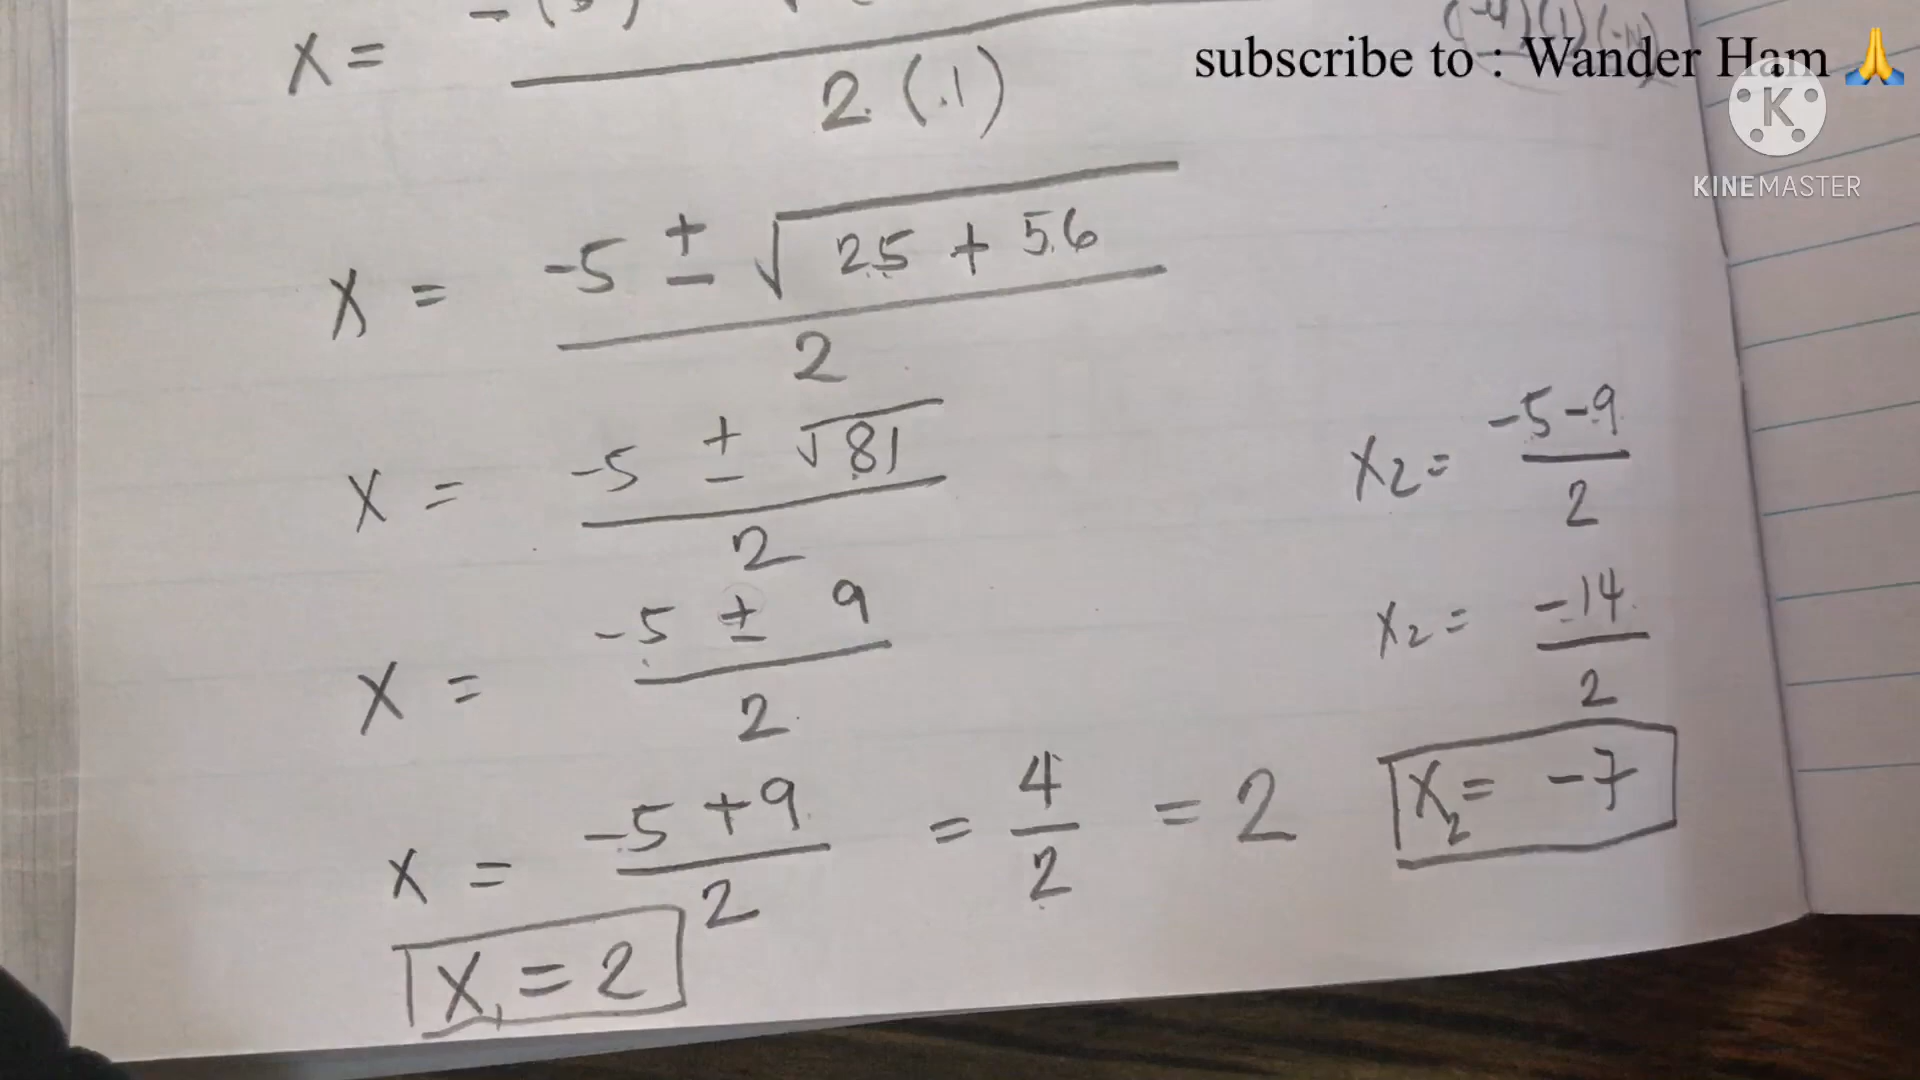 subscribe to : Wander Ham 🙏
K
KINEMASTER
x =
2 (1)
x = -5 ± √25 + 56
2
x = -5 ± √81
2
x = -5 ± 9
2
x = -5 + 9 = 4 = 2
2 2
x₁ = 2
x₂ = -5 - 9
2
x₂ = -14
2
x₂ = -7